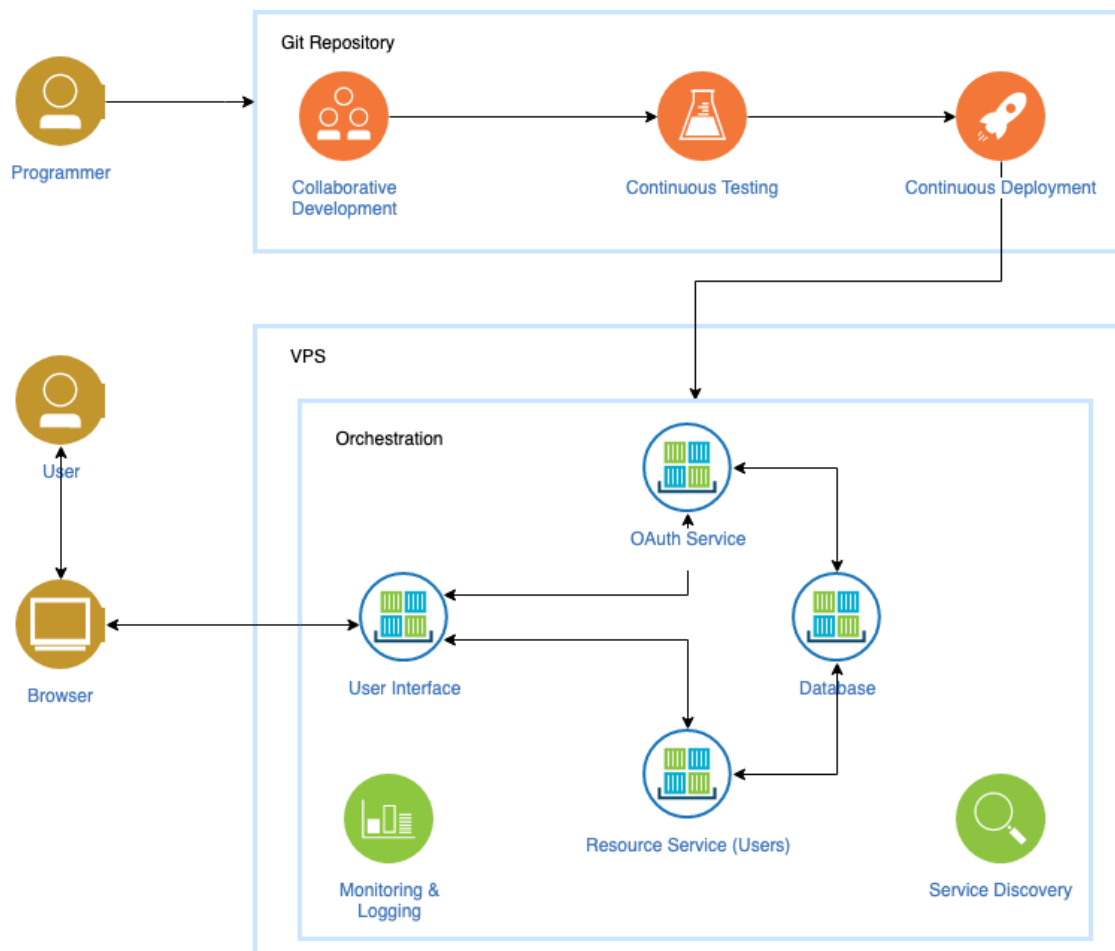 Git Repository
Programmer
Collaborative
Development
Continuous Testing
Continuous Deployment
VPS
User
Orchestration
OAuth Service
Browser
User Interface
Database
Resource Service (Users)
Monitoring &
Logging
Service Discovery